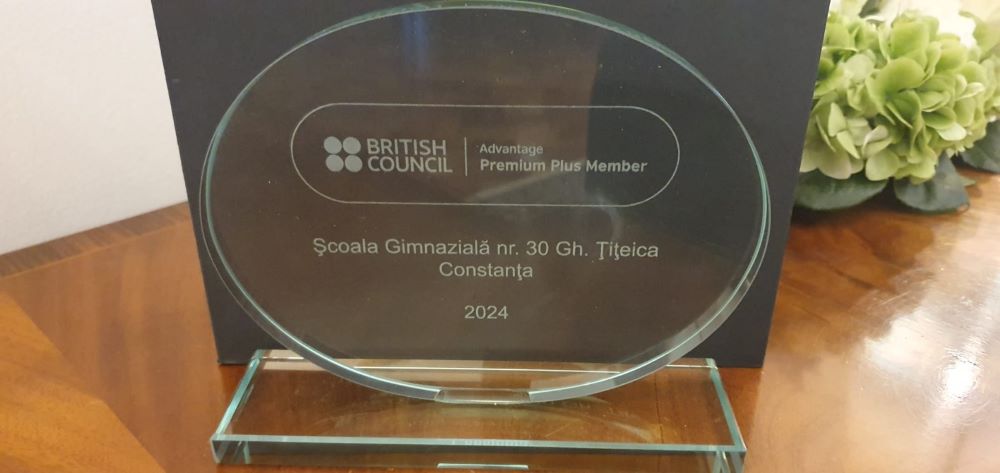 BRITISH
COUNCIL
Advantage
Premium Plus Member
Şcoala Gimnazială nr. 30 Gh. Ţiţeica
Constanţa
2024